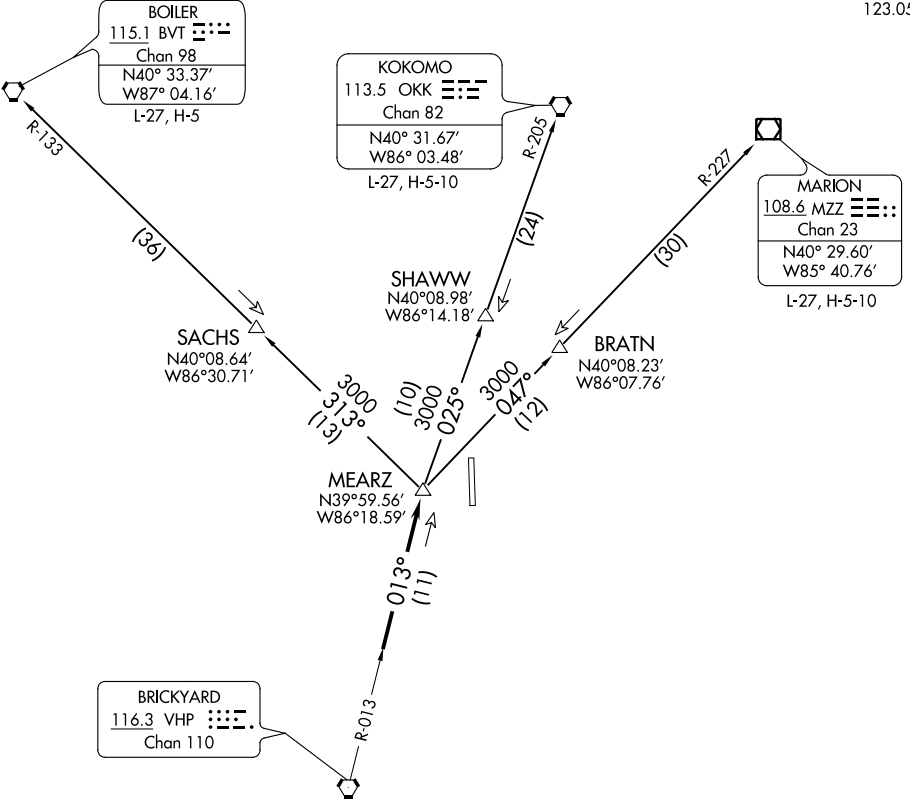 123.05
BOILER
115.1 BVT
Chan 98
N40° 33.37′
W87° 04.16′
L-27, H-5
KOKOMO
113.5 OKK
Chan 82
N40° 31.67′
W86° 03.48′
L-27, H-5-10
MARION
108.6 MZZ
Chan 23
N40° 29.60′
W85° 40.76′
L-27, H-5-10
R-133
R-205
R-227
(36)
(24)
(30)
SHAWW
N40°08.98′
W86°14.18′
SACHS
N40°08.64′
W86°30.71′
BRATN
N40°08.23′
W86°07.76′
3000
313°
(13)
(10)
3000
025°
3000
047°
(12)
MEARZ
N39°59.56′
W86°18.59′
013°
(11)
R-013
BRICKYARD
116.3 VHP
Chan 110